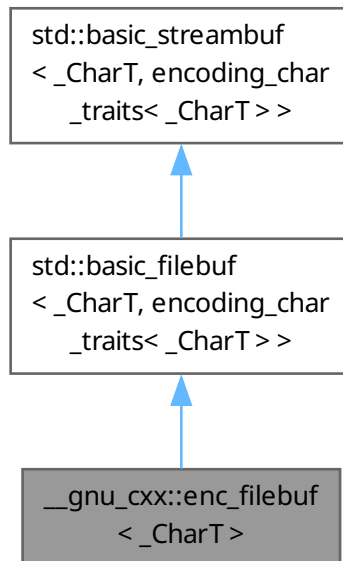 std::basic_streambuf
< _CharT, encoding_char
_traits< _CharT > >
std::basic_filebuf
< _CharT, encoding_char
_traits< _CharT > >
__gnu_cxx::enc_filebuf
< _CharT >